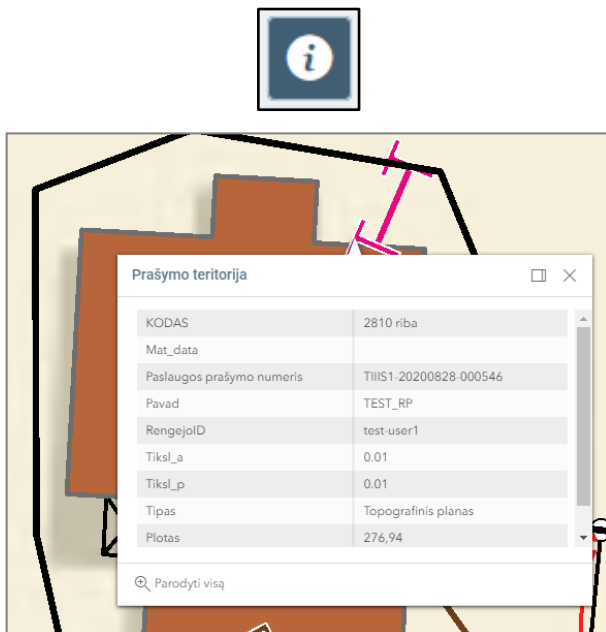 i
Prašymo teritorija
KODAS 2810 riba
Mat_data
Paslaugos prašymo numeris TIIIS1-20200828-000546
Pavad TEST_RP
RengejoID test-user1
Tiksl_a 0.01
Tiksl_p 0.01
Tipas Topografinis planas
Plotas 276,94
Parodyti visą